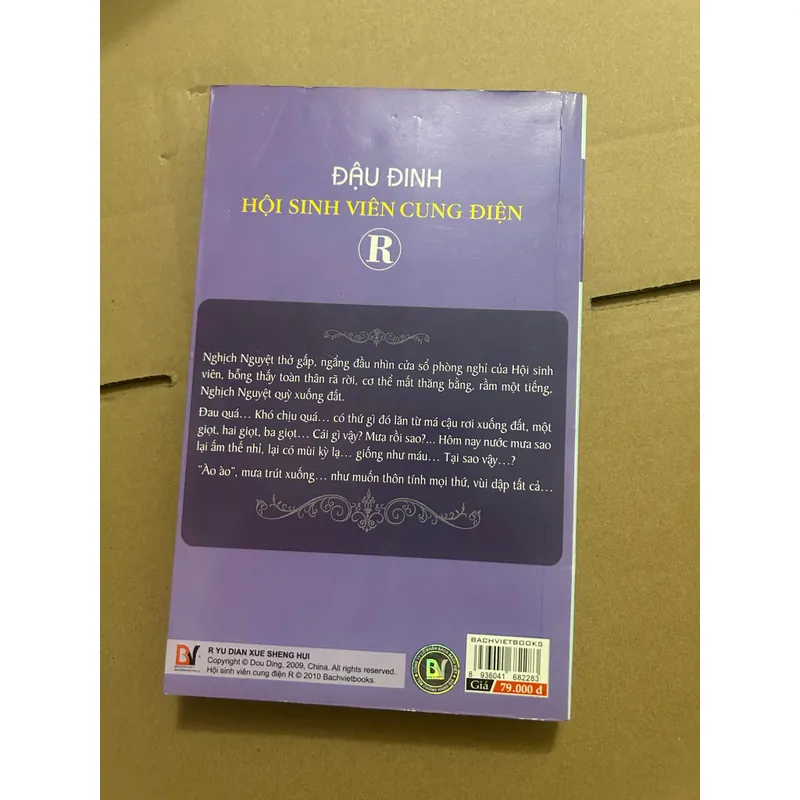 ĐẬU ĐINH
HỘI SINH VIÊN CUNG ĐIỆN
R
Nghịch Nguyệt thở gấp, ngẩng đầu nhìn cửa sổ phòng nghỉ của Hội sinh
viên, bỗng thấy toàn thân rã rời, cơ thể mất thăng bằng, rầm một tiếng,
Nghịch Nguyệt quỳ xuống đất.
Đau quá... Khó chịu quá... có thứ gì đó lăn từ má cậu rơi xuống đất, một
giọt, hai giọt, ba giọt... Cái gì vậy? Mưa rồi sao?... Hôm nay nước mưa sao
lại ấm thế nhỉ, lại có mùi kỳ lạ... giống như máu... Tại sao vậy...?
"Ào ào", mưa trút xuống... như muốn thôn tính mọi thứ, vùi dập tất cả...
BV
R YU DIAN XUE SHENG HUI
Copyright © Dou Ding, 2009, China. All rights reserved.
Hội sinh viên cung điện R © 2010 Bachvietbooks.
BV
BACHVIETBOOKS
8 936041 682283
Giá 79.000 đ